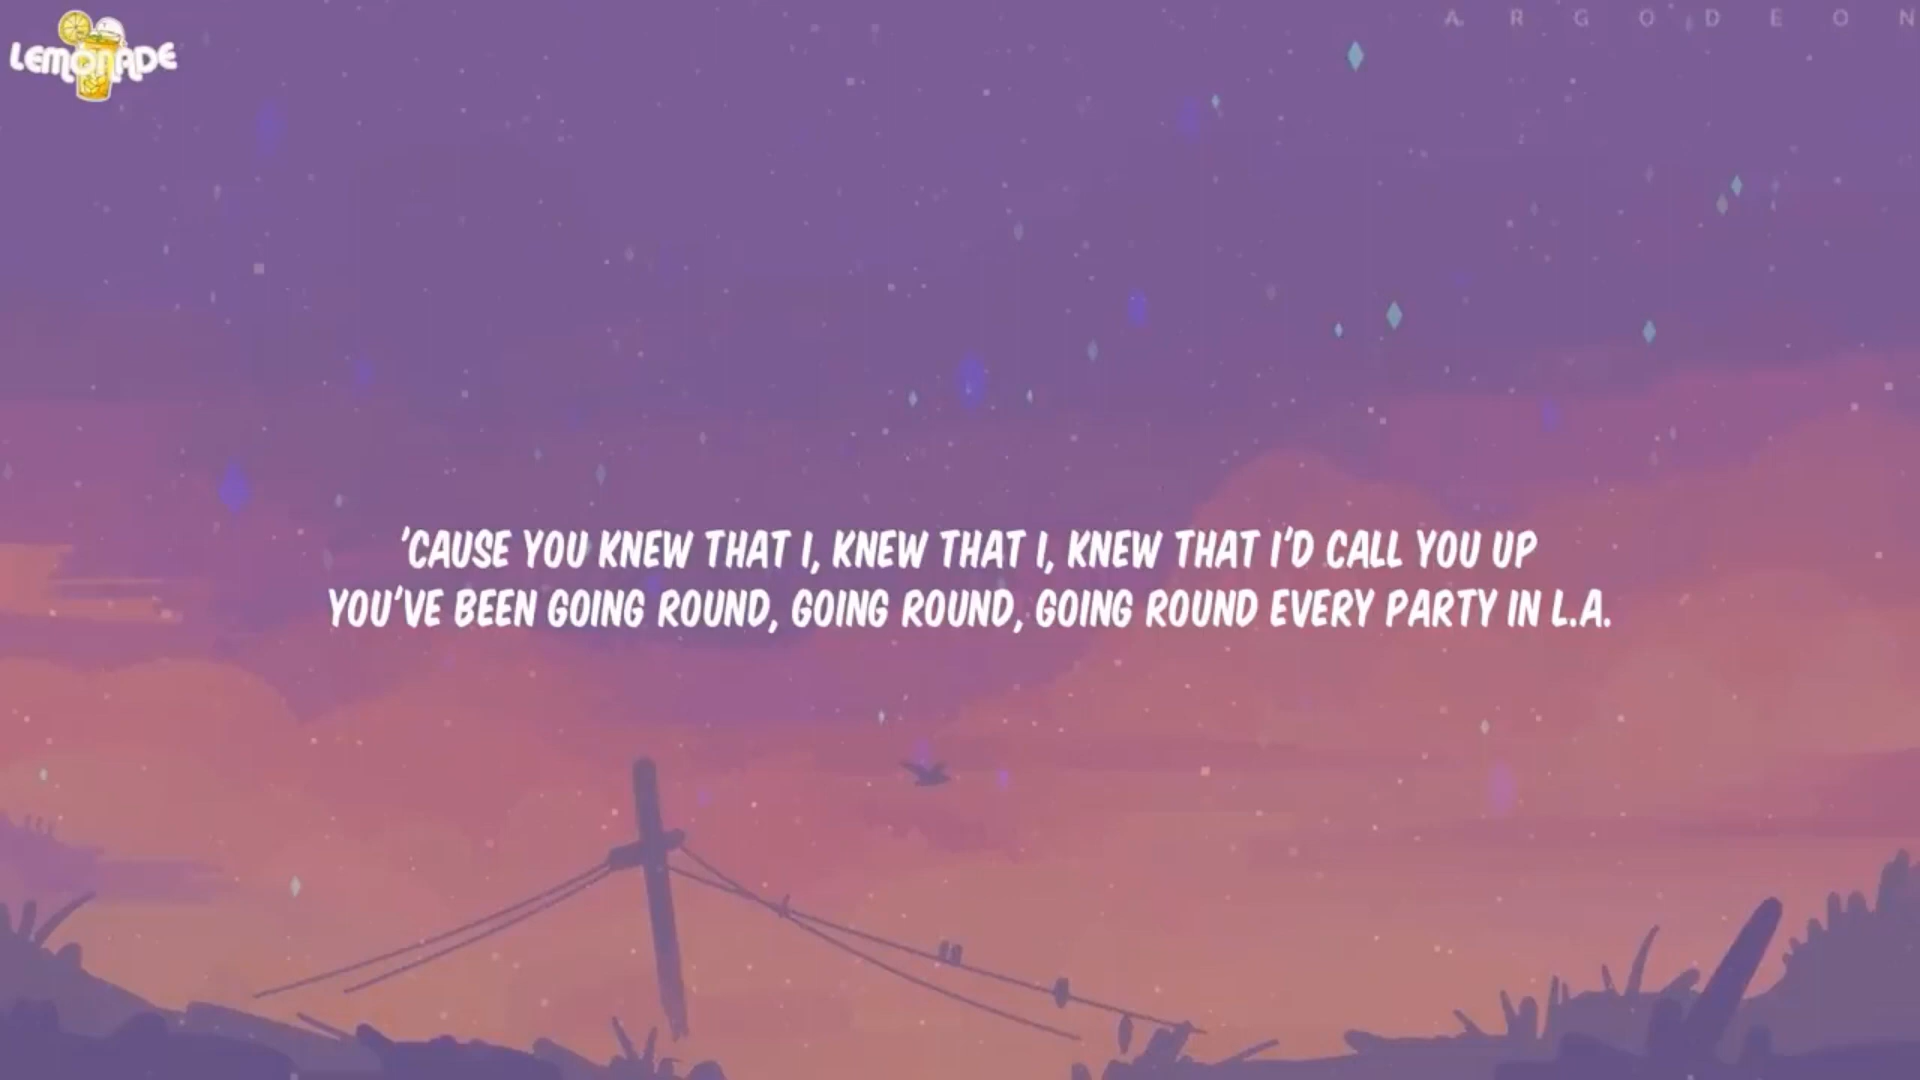 LEMONADE
ARGODEON
'CAUSE YOU KNEW THAT I, KNEW THAT I, KNEW THAT I'D CALL YOU UP
YOU'VE BEEN GOING ROUND, GOING ROUND, GOING ROUND EVERY PARTY IN L.A.